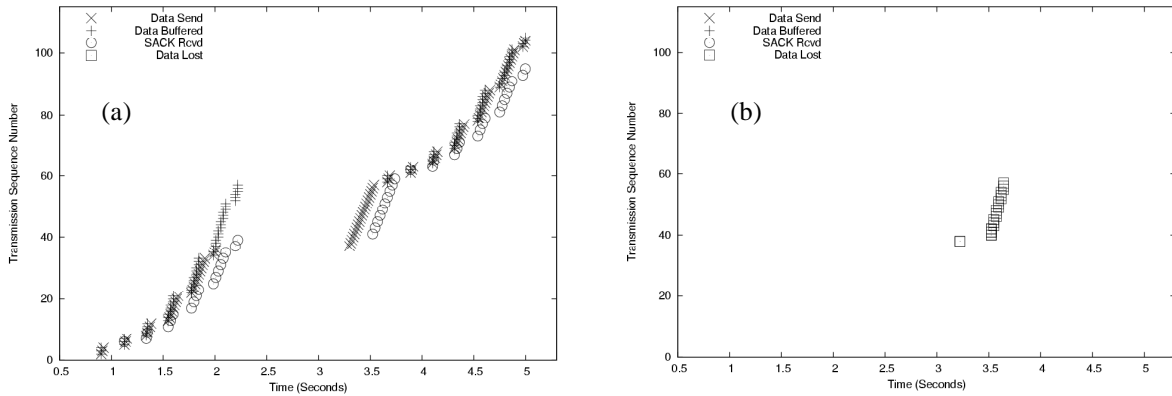 Data Send
Data Buffered
SACK Rcvd
Data Lost
(a)
Transmission Sequence Number
100
80
60
40
20
0
0.5 1 1.5 2 2.5 3 3.5 4 4.5 5
Time (Seconds)
Data Send
Data Buffered
SACK Rcvd
Data Lost
(b)
Transmission Sequence Number
100
80
60
40
20
0
0.5 1 1.5 2 2.5 3 3.5 4 4.5 5
Time (Seconds)